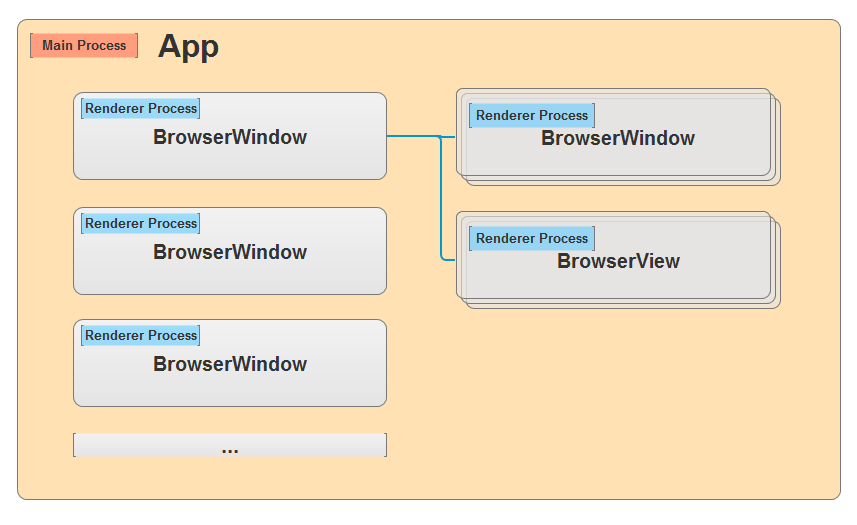 Main Process
App
Renderer Process
BrowserWindow
Renderer Process
BrowserWindow
Renderer Process
BrowserWindow
...
Renderer Process
BrowserWindow
Renderer Process
BrowserView